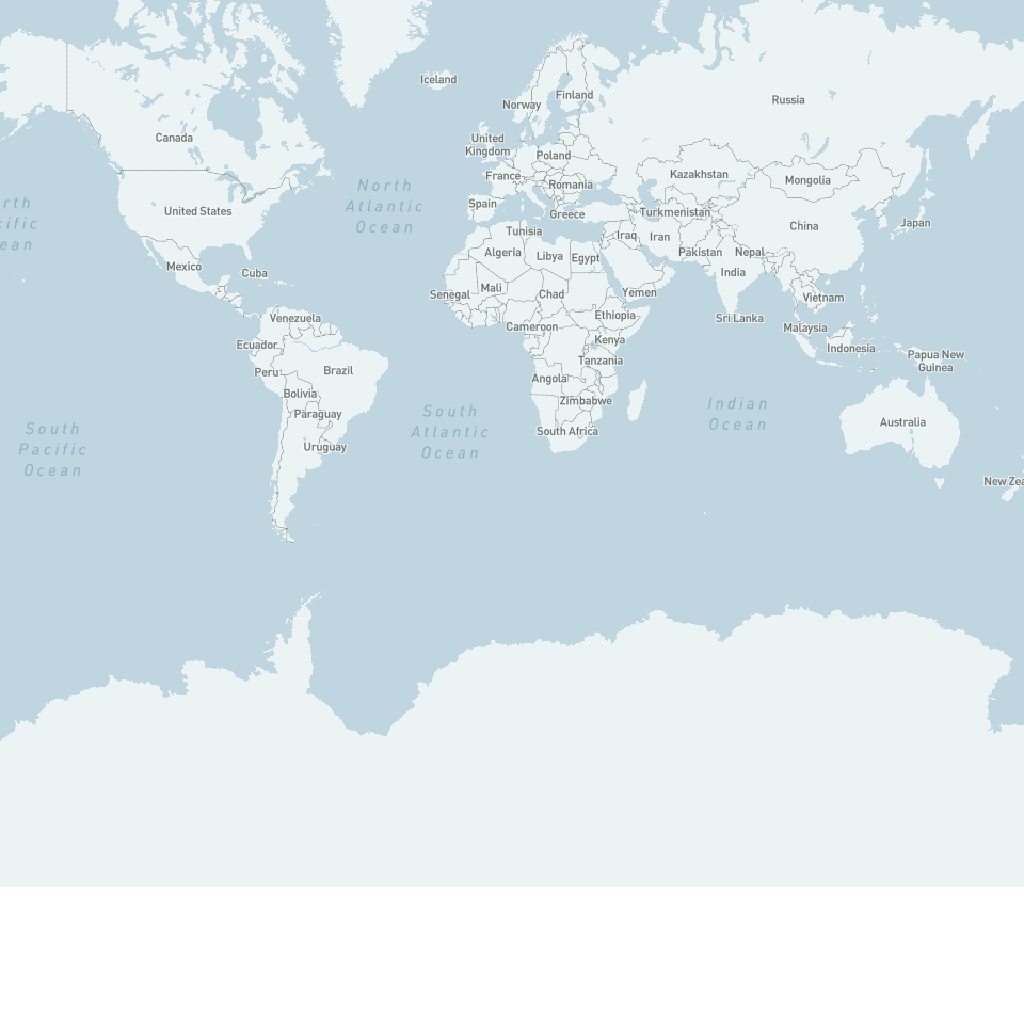 Iceland
Finland
Norway
Russia
Canada
United
Kingdom
Poland
France
Kazakhstan
Mongolia
Romania
North
Atlantic
Ocean
Spain
United States
Greece
Turkmenistan
Japan
China
Tunisia
Iraq
Iran
Algeria
Libya
Egypt
Pakistan
Nepal
Mexico
Cuba
India
Mali
Senegal
Chad
Yemen
Vietnam
Venezuela
Ethiopia
Sri Lanka
Cameroon
Malaysia
Ecuador
Kenya
Indonesia
Papua New
Guinea
Tanzania
Peru
Brazil
Angola
Bolivia
Zimbabwe
Indian
Ocean
Paraguay
South
Atlantic
Ocean
Australia
South
Pacific
Ocean
South Africa
Uruguay
New Zea